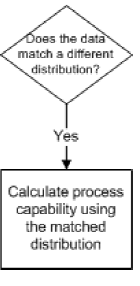 Does the data
match a different
distribution?
Yes
Calculate process
capability using
the matched
distribution